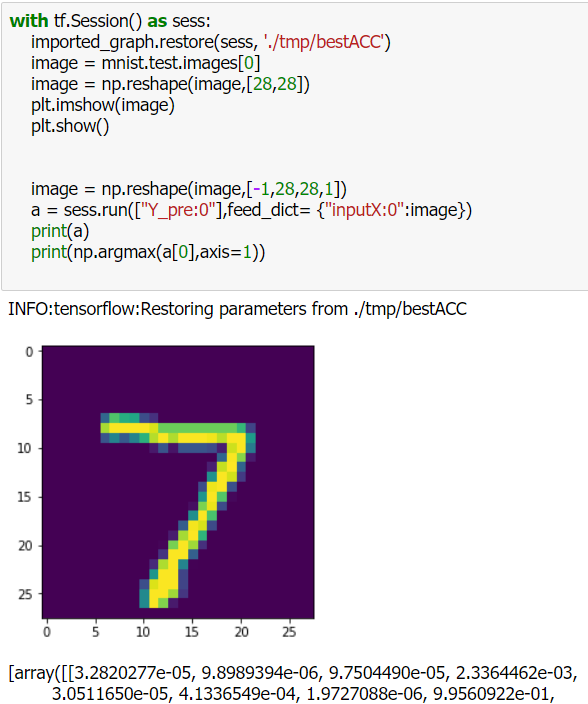 with tf.Session() as sess:
imported_graph.restore(sess, './tmp/bestACC')
image = mnist.test.images[0]
image = np.reshape(image,[28,28])
plt.imshow(image)
plt.show()
image = np.reshape(image,[-1,28,28,1])
a = sess.run(["Y_pre:0"],feed_dict= {"inputX:0":image})
print(a)
print(np.argmax(a[0],axis=1))
INFO:tensorflow:Restoring parameters from ./tmp/bestACC
0
5
10
15
20
25
0 5 10 15 20 25
[array([[3.2820277e-05, 9.8989394e-06, 9.7504490e-05, 2.3364462e-03,
3.0511650e-05, 4.1336549e-04, 1.9727088e-06, 9.9560922e-01,